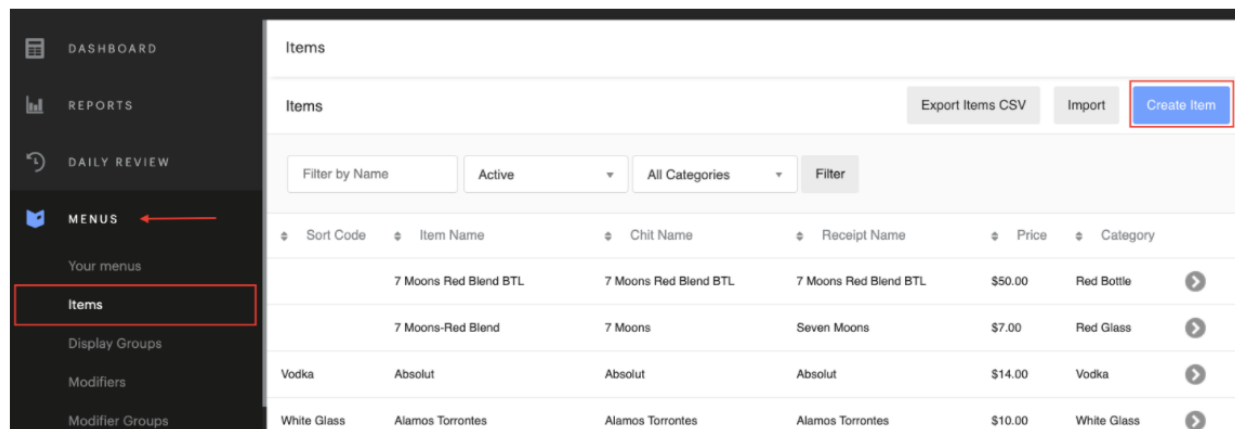 DASHBOARD
REPORTS
DAILY REVIEW
MENUS
Your menus
Items
Display Groups
Modifiers
Modifier Groups
Items
Items Export Items CSV Import Create Item
Filter by Name Active All Categories Filter
Sort Code Item Name Chit Name Receipt Name Price Category
7 Moons Red Blend BTL 7 Moons Red Blend BTL 7 Moons Red Blend BTL $50.00 Red Bottle
7 Moons-Red Blend 7 Moons Seven Moons $7.00 Red Glass
Vodka Absolut Absolut Absolut $14.00 Vodka
White Glass Alamos Torrontes Alamos Torrontes Alamos Torrontes $10.00 White Glass